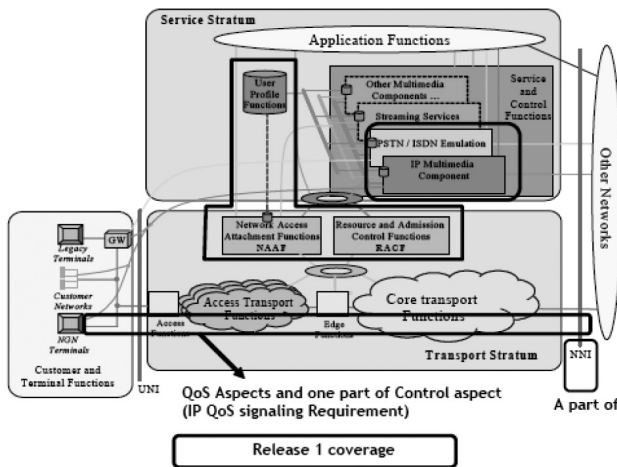 Service Stratum
Application Functions
User
Profile
Functions
Other Multimedia
Components ...
Streaming Services
Service
and
Control
Functions
PSTN / ISDN Emulation
IP Multimedia
Component
Other Networks
Network Access
Attachment Functions
NAAF
Resource and Admission
Control Functions
RACF
GW
Legacy
Terminals
Customer
Networks
NGN
Terminals
Customer and
Terminal Functions
UNI
Access
Functions
Access Transport
Functions
Edge
Functions
Core transport
Functions
Transport Stratum
NNI
QoS Aspects and one part of Control aspect
(IP QoS signaling Requirement)
A part of
Release 1 coverage